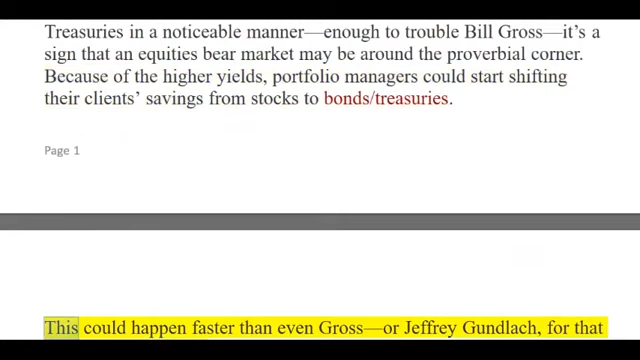 Treasuries in a noticeable manner—enough to trouble Bill Gross—it's a
sign that an equities bear market may be around the proverbial corner.
Because of the higher yields, portfolio managers could start shifting
their clients' savings from stocks to bonds/treasuries.
Page 1
This could happen faster than even Gross—or Jeffrey Gundlach, for that